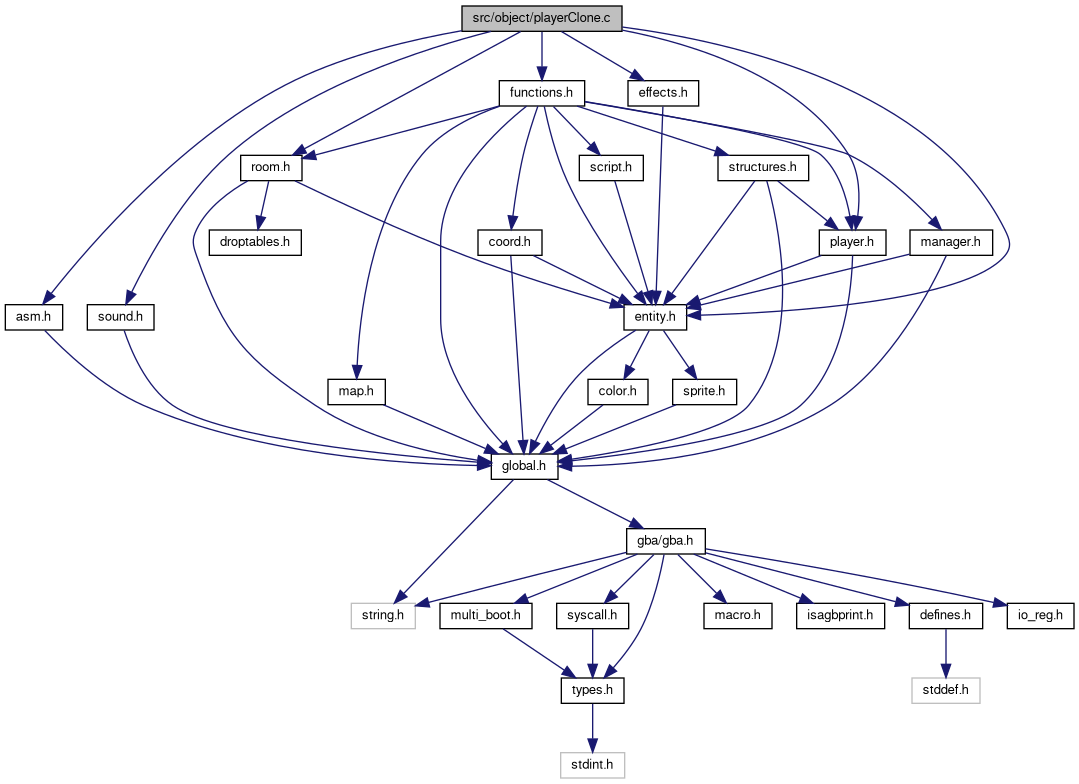 src/object/playerClone.c
functions.h
effects.h
room.h
script.h
structures.h
droptables.h
coord.h
player.h
manager.h
asm.h
sound.h
entity.h
map.h
color.h
sprite.h
global.h
gba/gba.h
string.h
multi_boot.h
syscall.h
macro.h
isagbprint.h
defines.h
io_reg.h
types.h
stddef.h
stdint.h